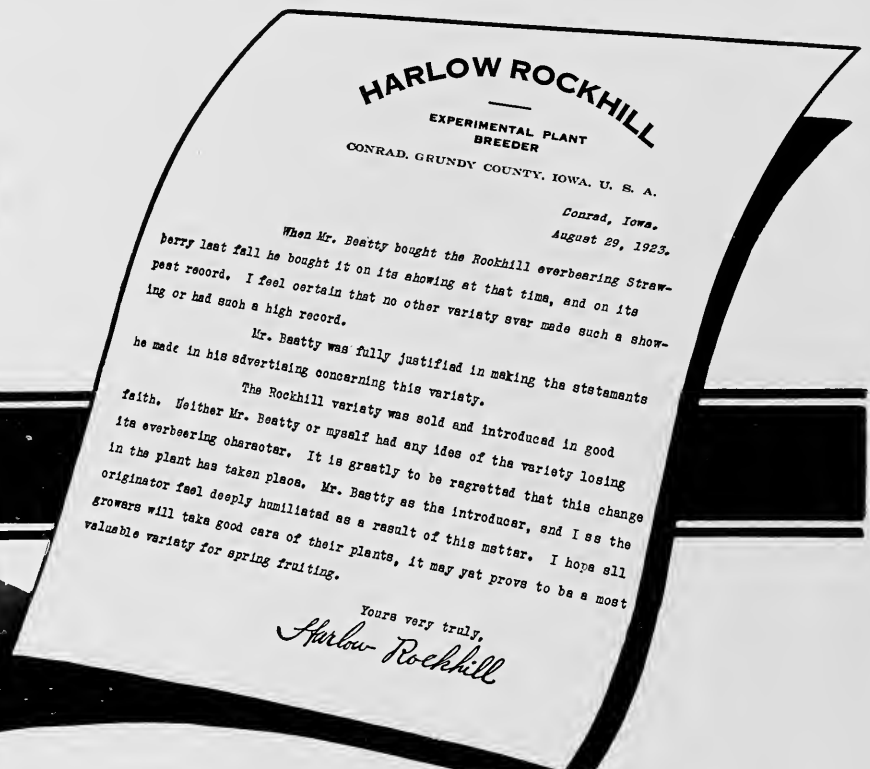 HARLOW ROCKHILL
EXPERIMENTAL PLANT
BREEDER
CONRAD, GRUNDY COUNTY, IOWA, U. S. A.
Conrad, Iowa.
August 29, 1923.
When Mr. Beatty bought the Rockhill everbearing Straw-
berry last fall he bought it on its showing at that time, and on its
past record. I feel certain that no other variety ever made such a show-
ing or had such a high record.
Mr. Beatty was fully justified in making the statements
he made in his advertising concerning this variety.
The Rockhill variety was sold and introduced in good
faith. Neither Mr. Beatty or myself had any idea of the variety losing
its everbearing character. It is greatly to be regretted that this change
in the plant has taken place. Mr. Beatty as the introducer, and I as the
originator feel deeply humiliated as a result of this matter. I hope all
growers will take good care of their plants, it may yet prove to be a most
valuable variety for spring fruiting.
Yours very truly,
Harlow Rockhill